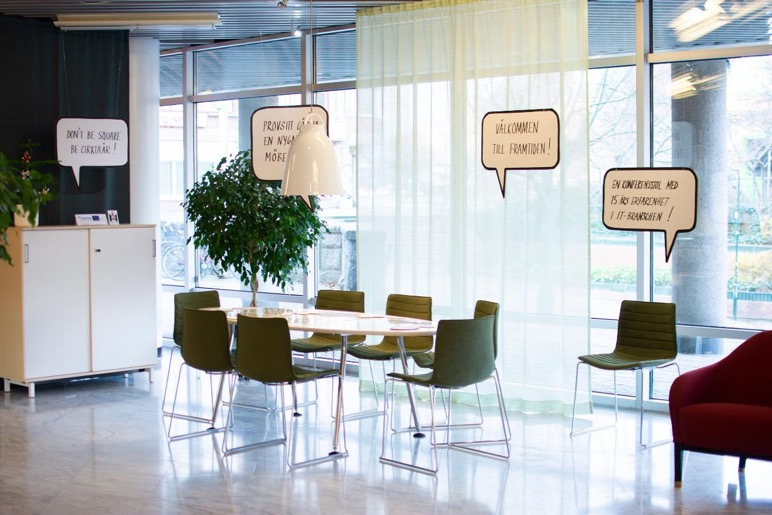 DON'T BE SQUARE
BE CIRKULÄR!
PROVSITT
EN NYG
MÖBE
VÄLKOMMEN
TILL FRAMTIDEN!
EN KONFERENSSTOL MED
15 ÅRS ERFARENHET
I IT-BRANSCHEN!